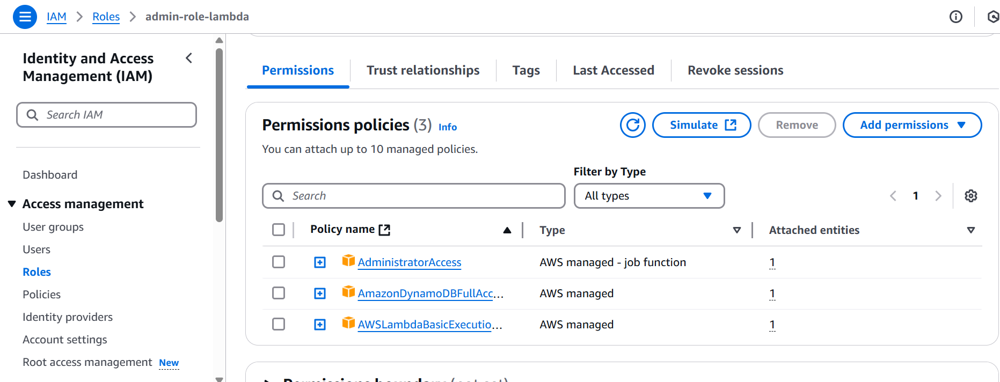 IAM > Roles > admin-role-lambda
Identity and Access
Management (IAM)
Search IAM
Dashboard
Access management
User groups
Users
Roles
Policies
Identity providers
Account settings
Root access management New
Permissions
Trust relationships
Tags
Last Accessed
Revoke sessions
Permissions policies (3) Info
Simulate
Remove
Add permissions
You can attach up to 10 managed policies.
Filter by Type
Search
All types
1
Policy name Type Attached entities
AdministratorAccess AWS managed - job function 1
AmazonDynamoDBFullAcc... AWS managed 1
AWSLambdaBasicExecutio... AWS managed 1
Permissions boundary (not set)